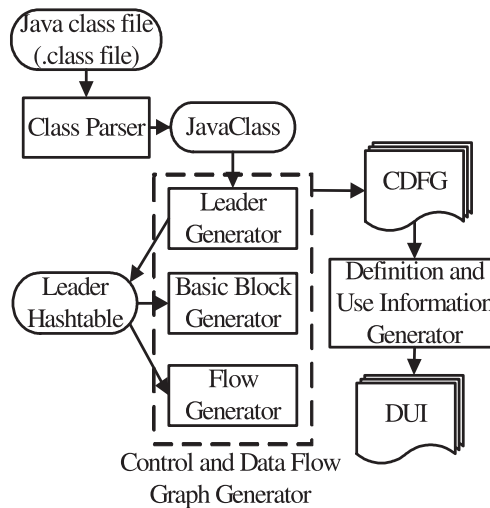 Java class file
(.class file)
Class Parser
JavaClass
Leader
Generator
Leader
Hashtable
Basic Block
Generator
Flow
Generator
Control and Data Flow
Graph Generator
CDFG
Definition and
Use Information
Generator
DUI